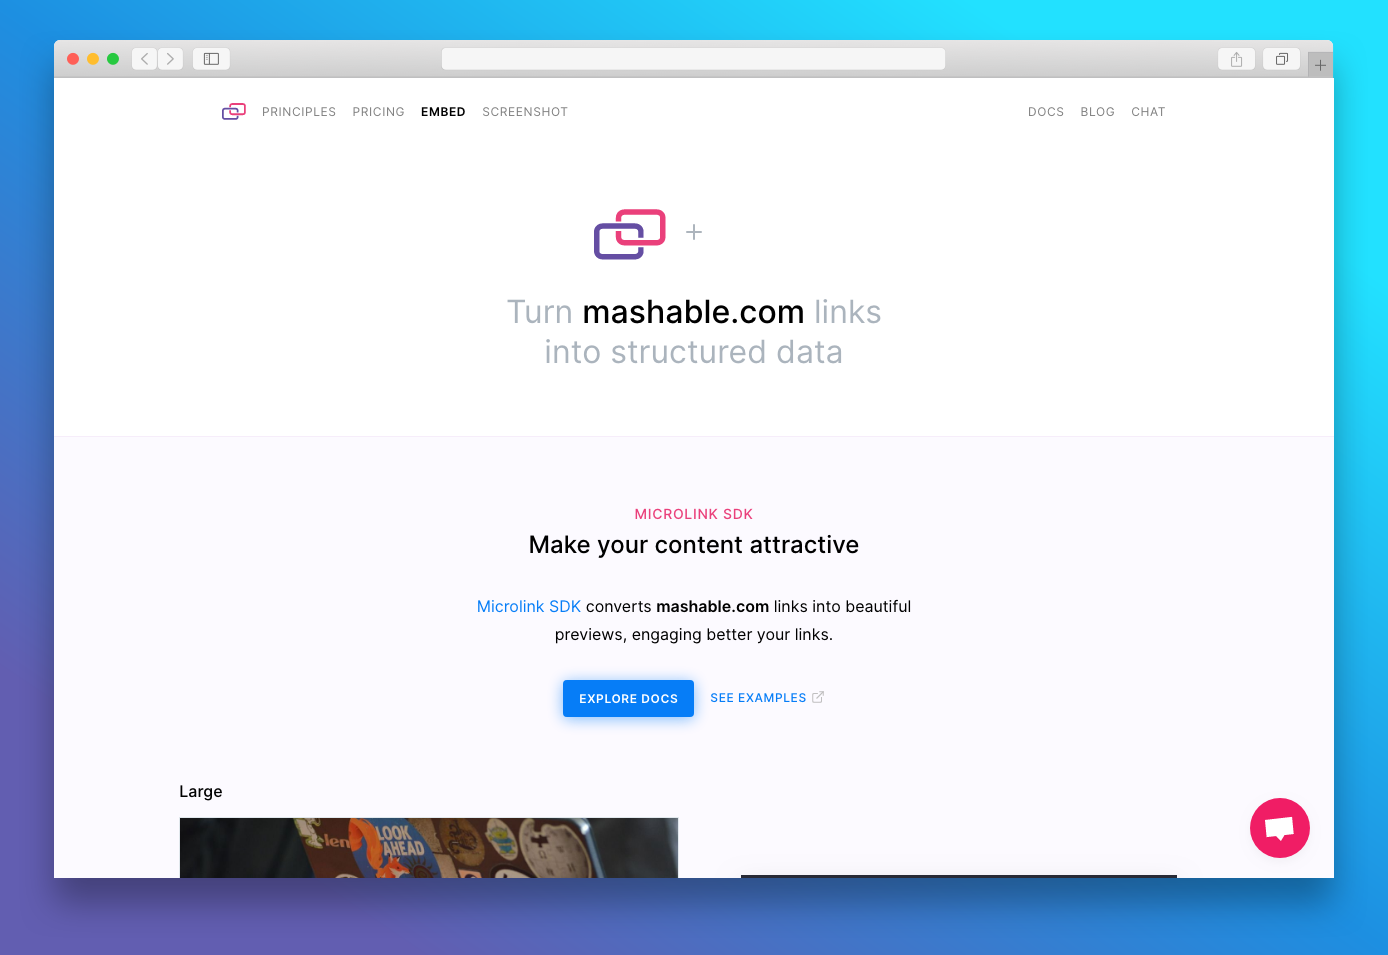 PRINCIPLES PRICING EMBED SCREENSHOT DOCS BLOG CHAT
Turn mashable.com links
into structured data
MICROLINK SDK
Make your content attractive
Microlink SDK converts mashable.com links into beautiful
previews, engaging better your links.
EXPLORE DOCS SEE EXAMPLES
Large
LOOK
AHEAD